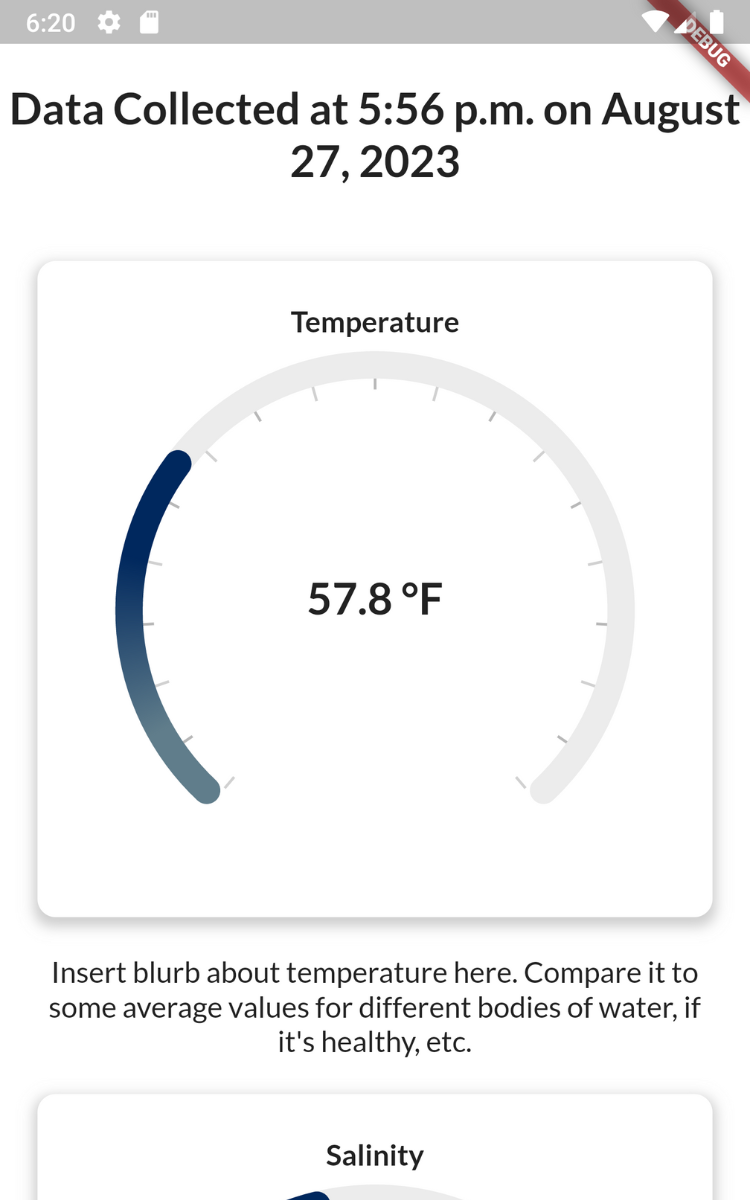 6:20
DEBUG
Data Collected at 5:56 p.m. on August
27, 2023
Temperature
57.8 °F
Insert blurb about temperature here. Compare it to
some average values for different bodies of water, if
it's healthy, etc.
Salinity